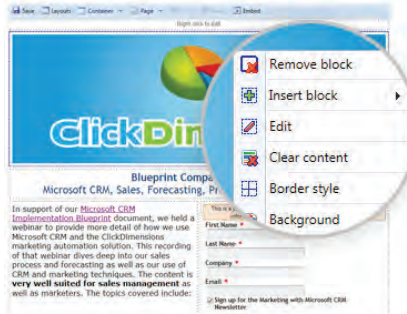 Save Layouts Container Page Embed
Right click to edit
ClickDin
Remove block
Insert block
Edit
Clear content
Border style
Background
Blueprint Comp
Microsoft CRM, Sales, Forecasting, Pr
In support of our Microsoft CRM
Implementation Blueprint document, we held a
webinar to provide more detail of how we use
Microsoft CRM and the ClickDimensions
marketing automation solution. This recording
of that webinar dives deep into our sales
process and forecasting as well as our use of
CRM and marketing techniques. The content is
very well suited for sales management as
well as marketers. The topics covered include:
This is a
First Name *
Last Name *
Company *
Email *
Sign up for the Marketing with Microsoft CRM
Newsletter